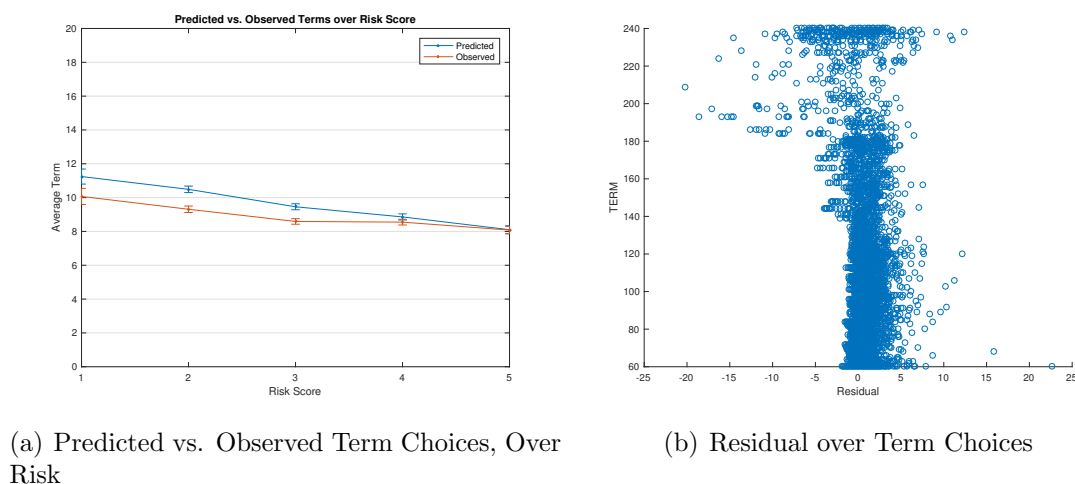 Predicted vs. Observed Terms over Risk Score
20
18
16
14
12
10
8
6
4
2
0
Average Term
Predicted
Observed
1 2 3 4 5
Risk Score
240
220
200
180
160
140
120
100
80
60
TERM
-25 -20 -15 -10 -5 0 5 10 15 20 25
Residual
(a) Predicted vs. Observed Term Choices, Over
Risk
(b) Residual over Term Choices